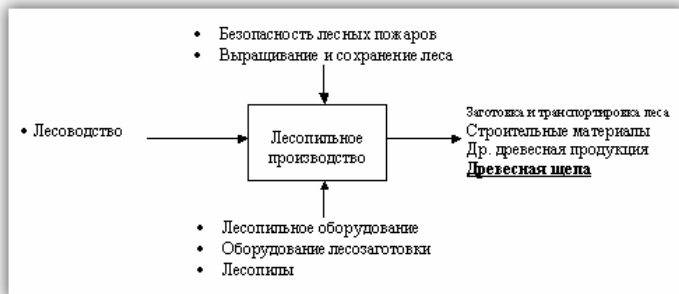 • Безопасность лесных пожаров
• Выращивание и сохранение леса
• Лесоводство
Лесопильное
производство
Заготовка и транспортировка леса
Строительные материалы
Др. древесная продукция
Древесная щепа
• Лесопильное оборудование
• Оборудование лесозаготовки
• Лесопилы